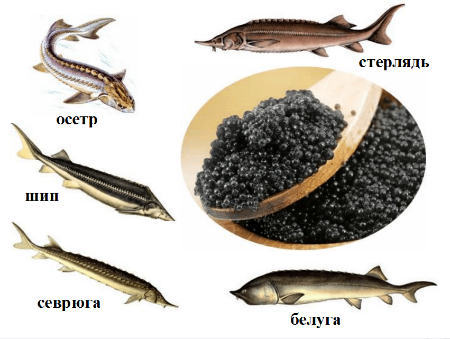 стерлядь
осетр
шип
севрюга
белуга